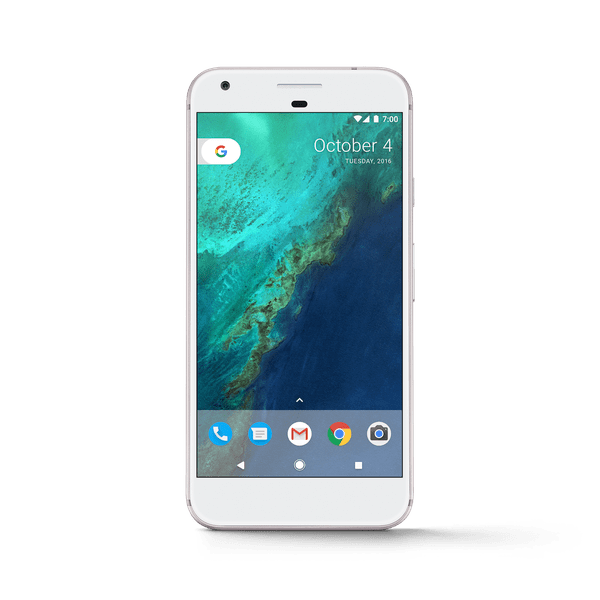 7:00
October 4
TUESDAY, 2016
G